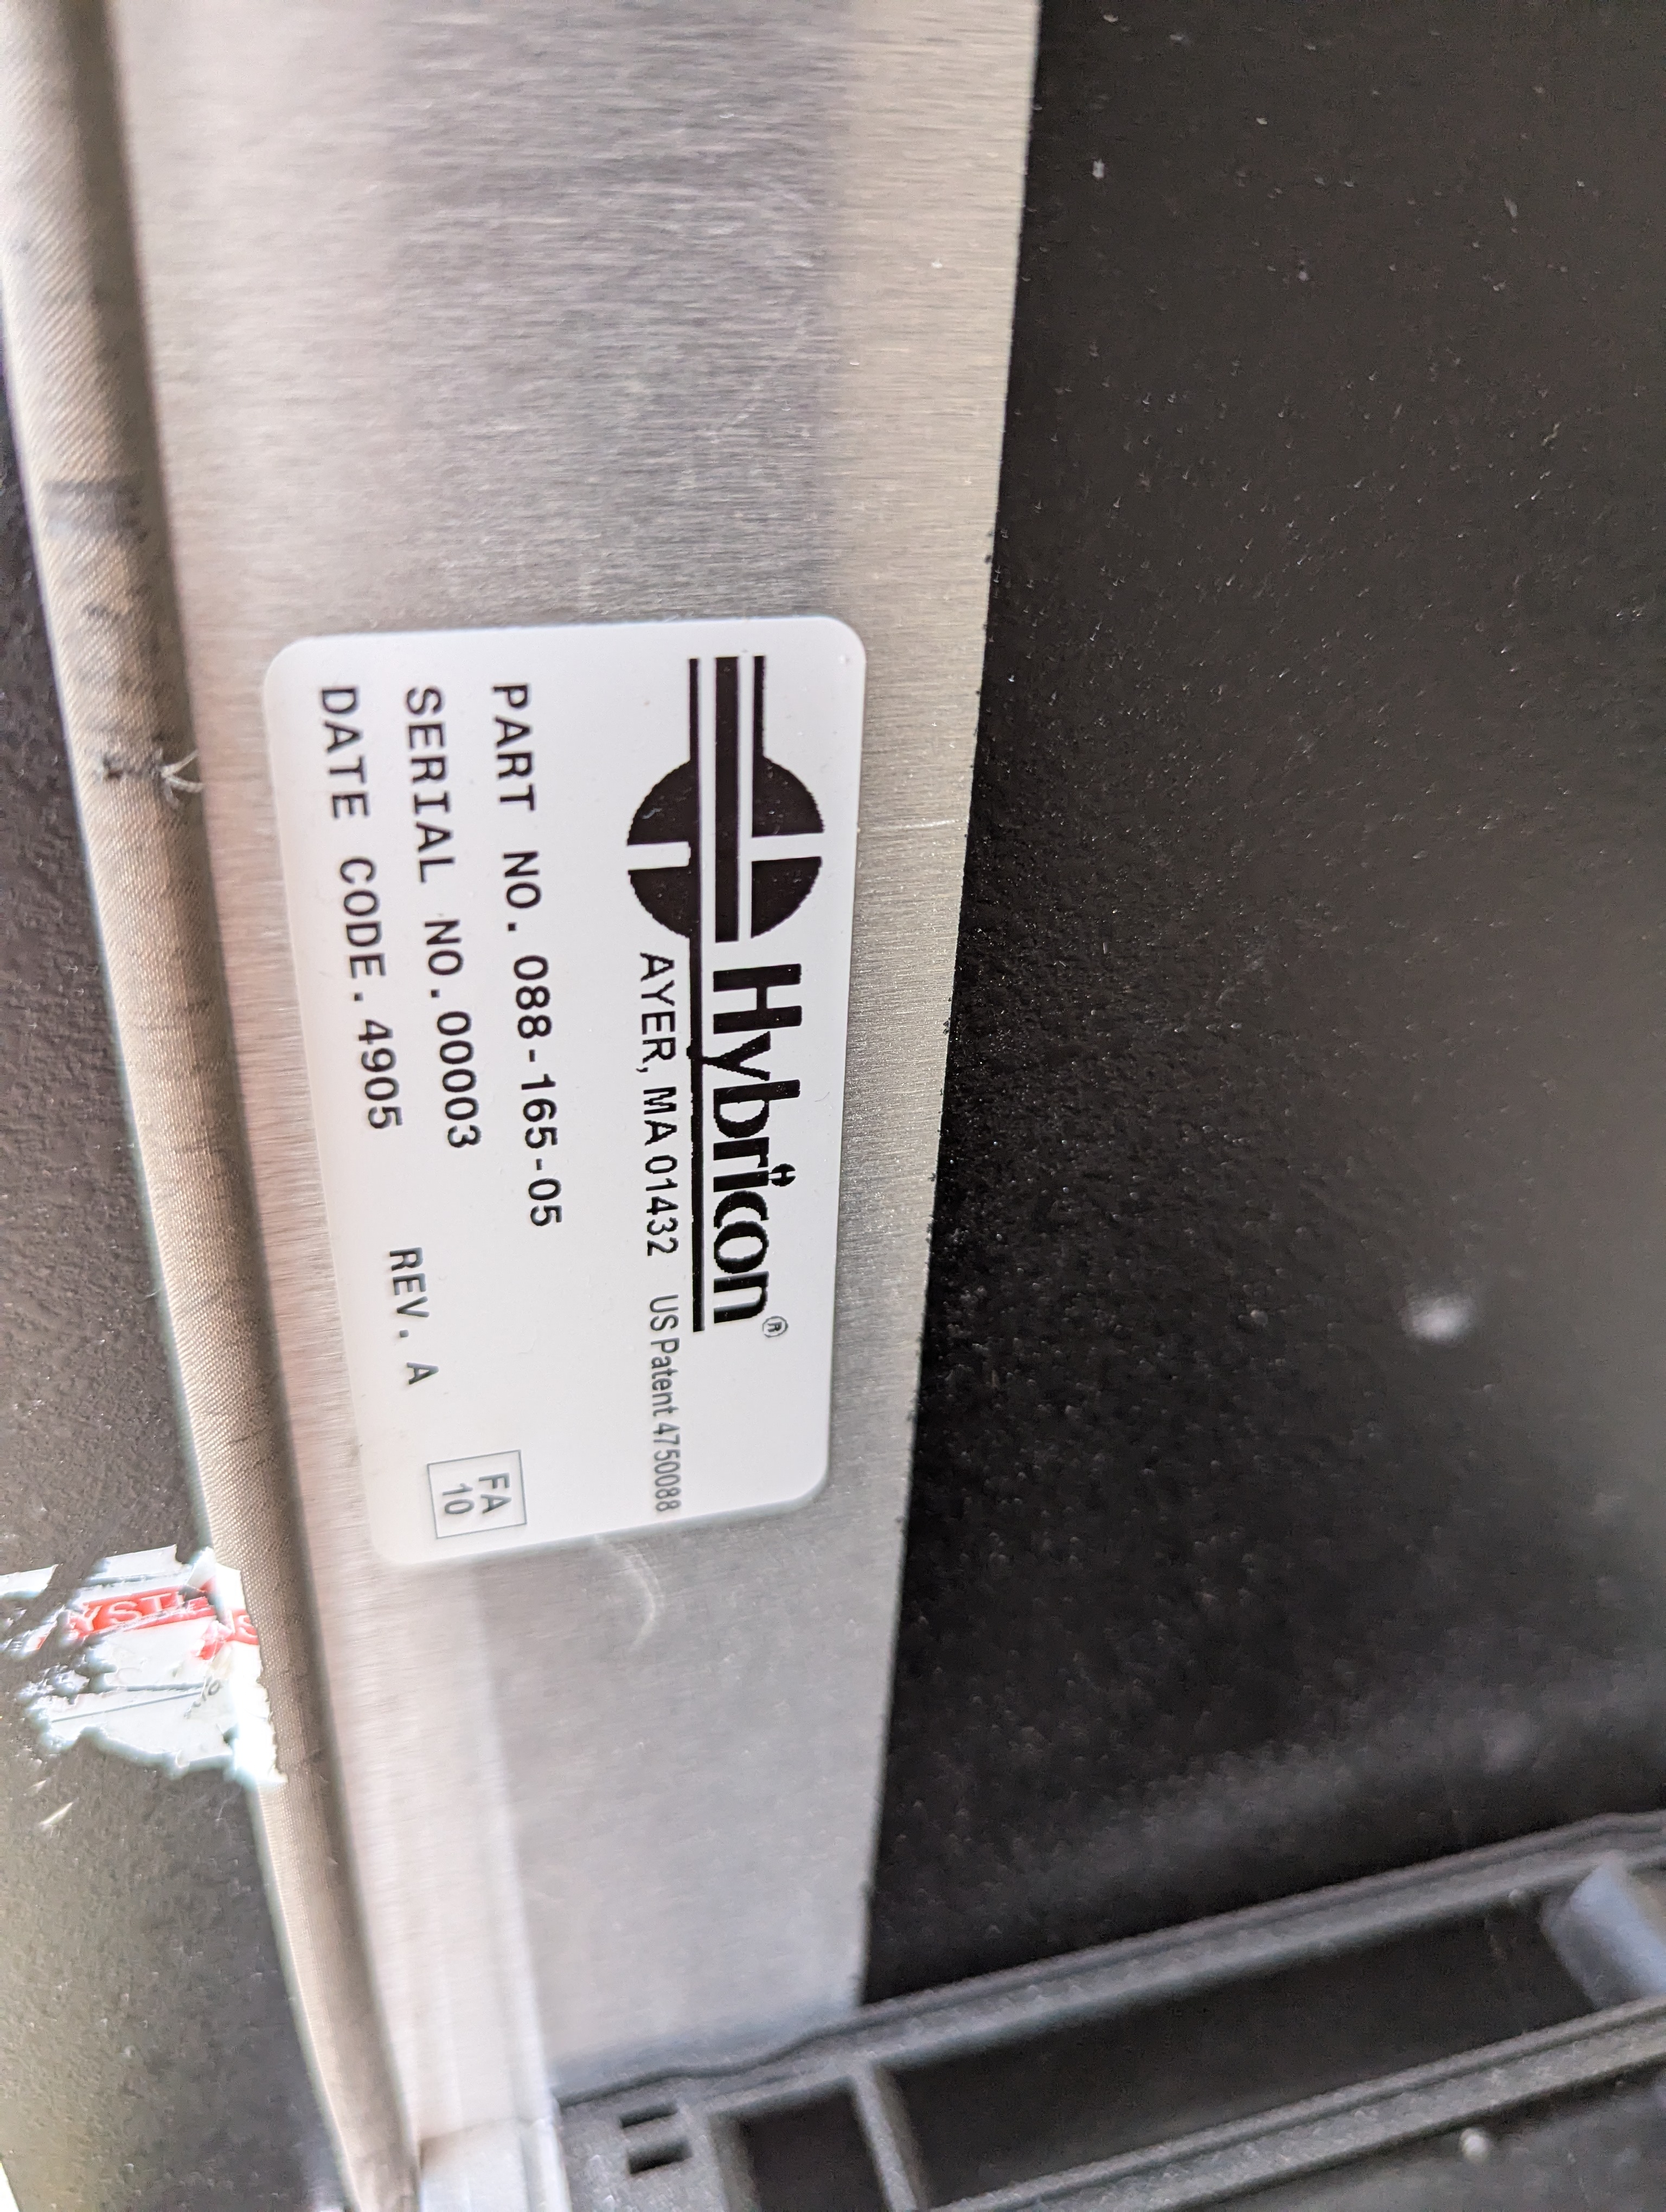 Hybricon®
AYER, MA 01432 US Patent 4750088
PART NO. 088-165-05
SERIAL NO. 00003
DATE CODE. 4905 REV. A
FA
10
YST